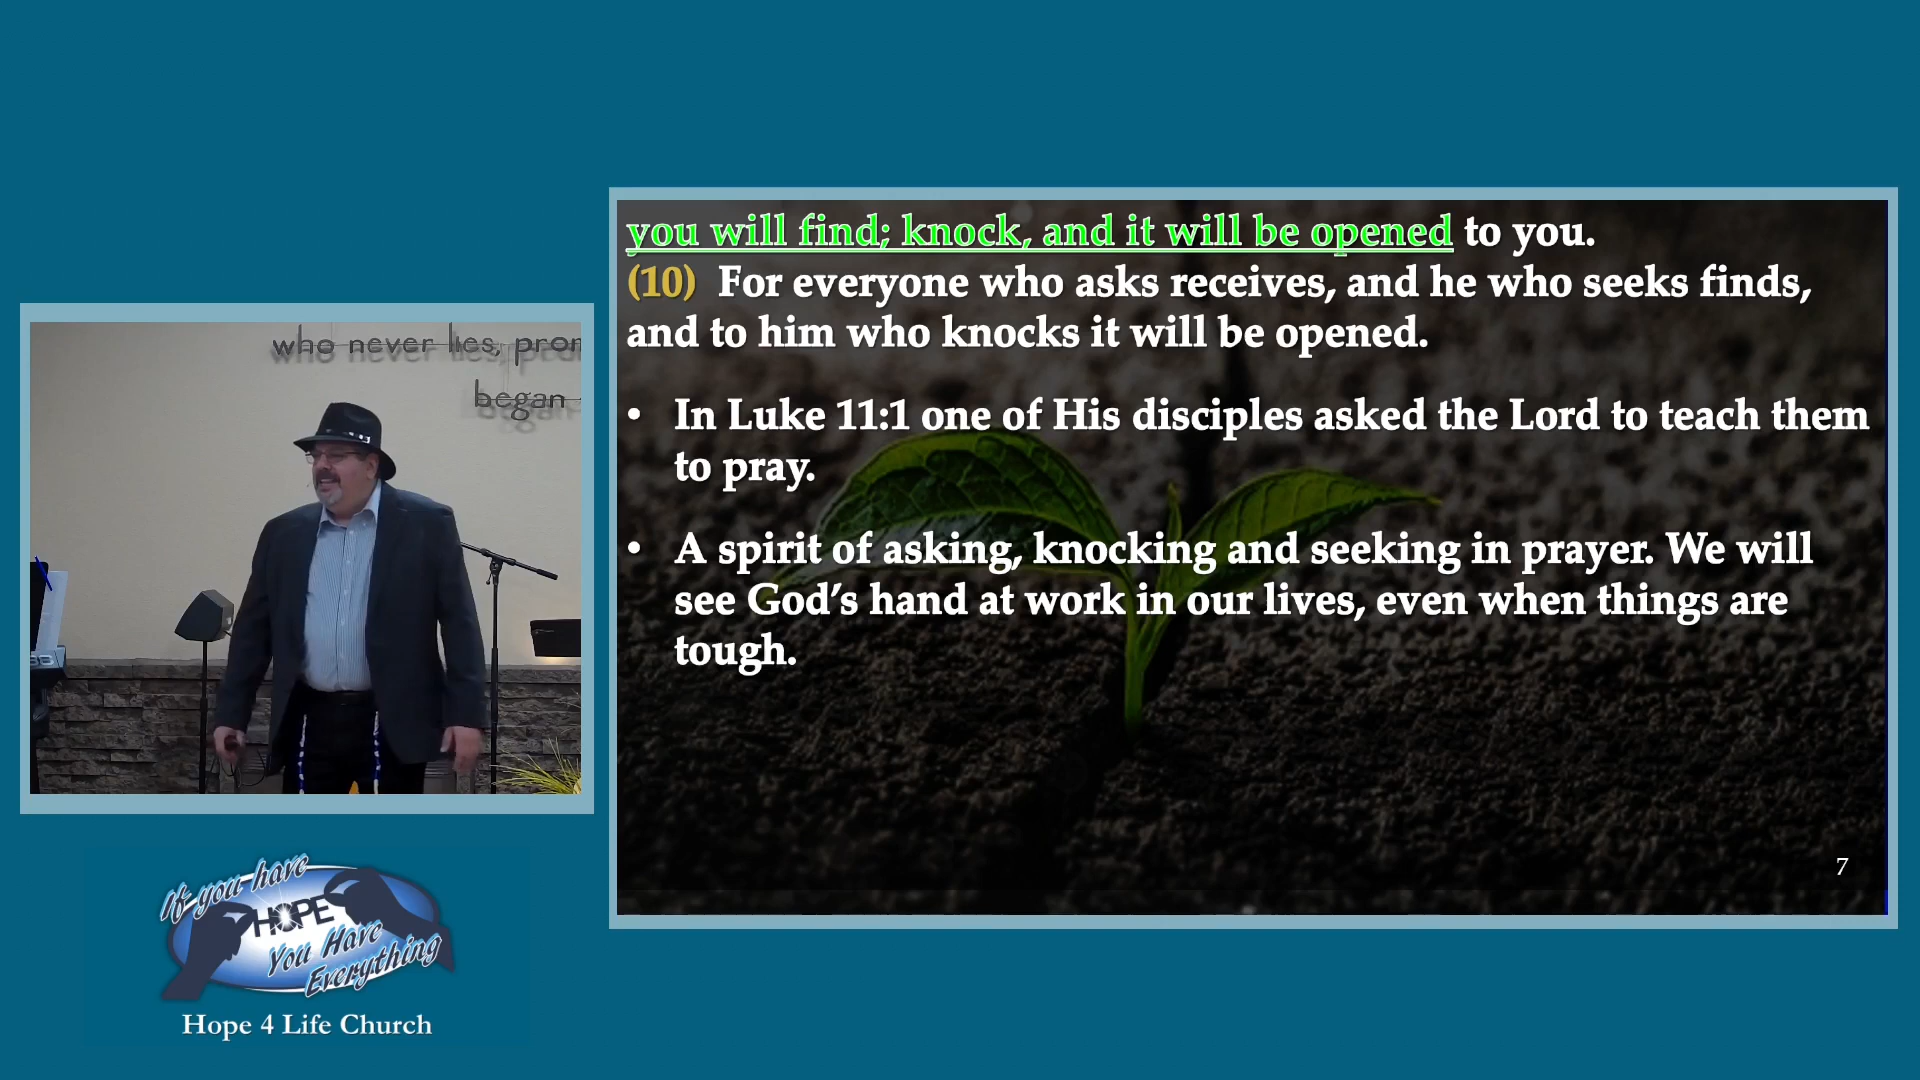 you will find; knock, and it will be opened to you.
(10) For everyone who asks receives, and he who seeks finds,
and to him who knocks it will be opened.
• In Luke 11:1 one of His disciples asked the Lord to teach them
to pray.
• A spirit of asking, knocking and seeking in prayer. We will
see God’s hand at work in our lives, even when things are
tough.
7
who never lies,
began
If you have
HOPE
You Have
Everything
Hope 4 Life Church